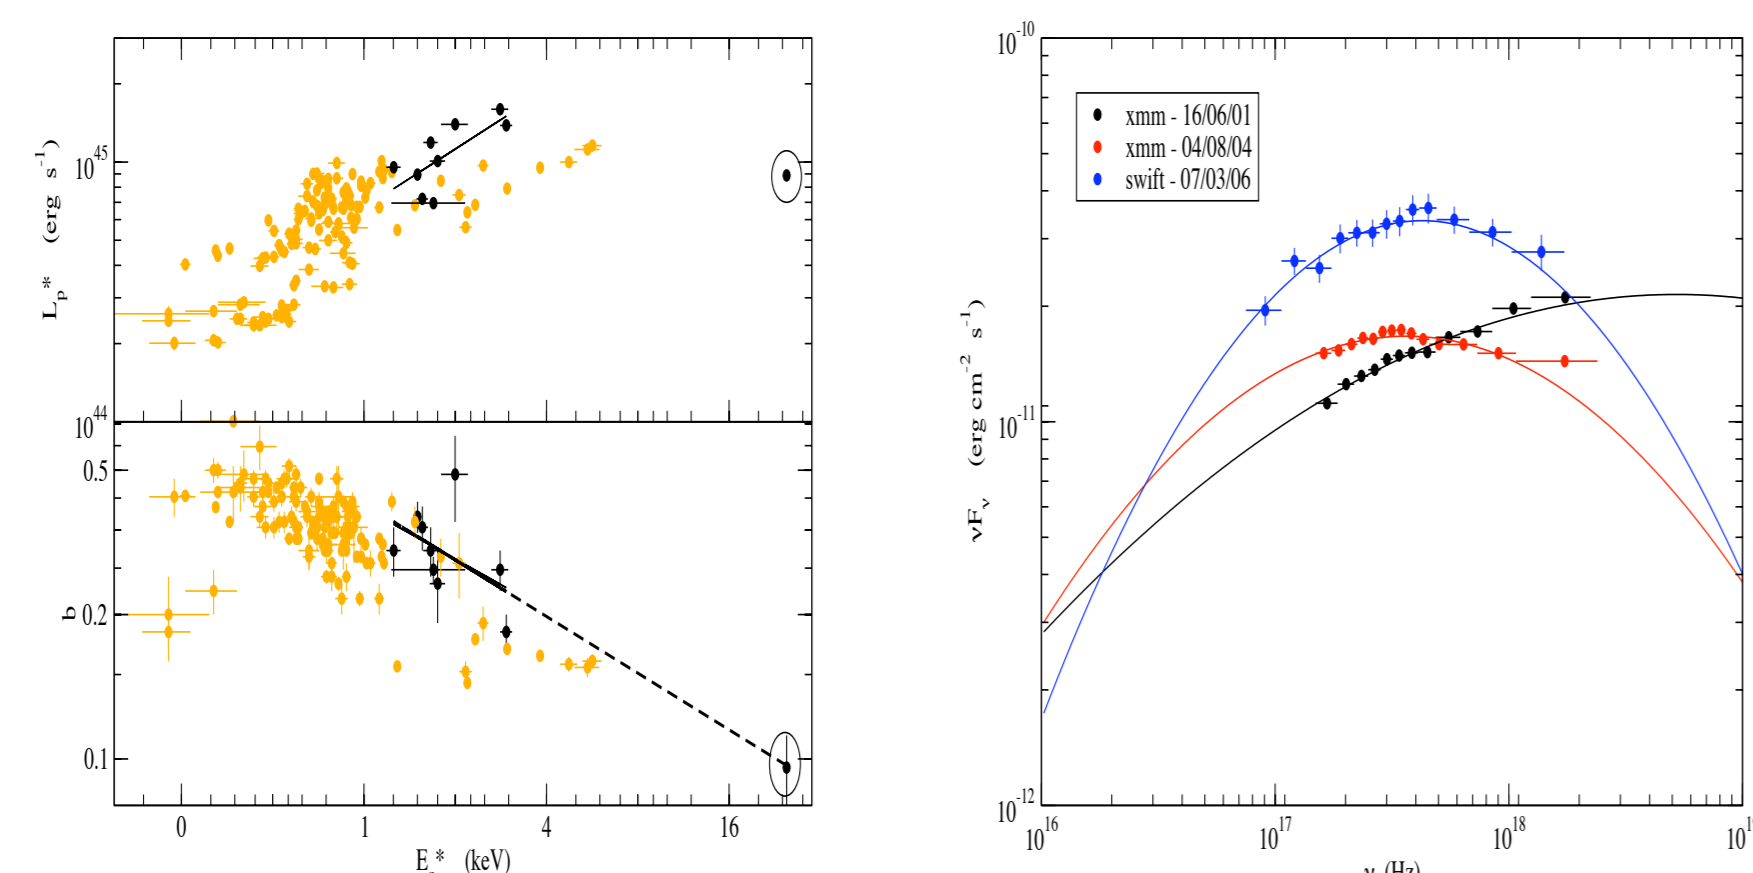 10^45
L_p* (erg s^-1)
10^44
0.5
b
0.2
0.1
0 1 4 16
E * (keV)
10^-10
xmm - 16/06/01
xmm - 04/08/04
swift - 07/03/06
νF_ν (erg cm^-2 s^-1)
10^-11
10^-12
10^16 10^17 10^18
(Hz)